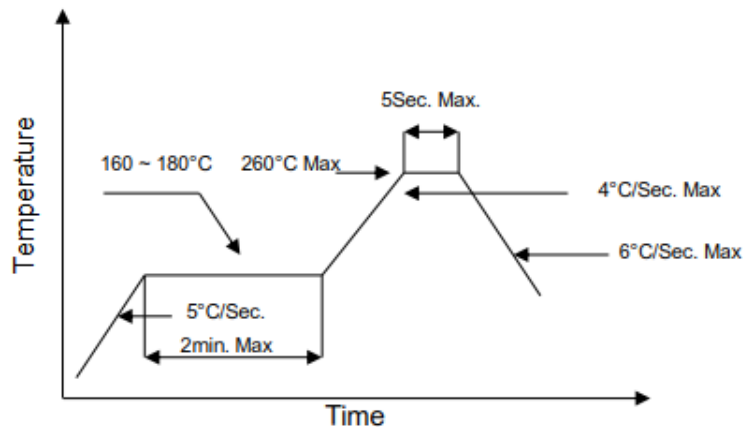 5Sec. Max.
160 ~ 180°C
260°C Max
4°C/Sec. Max
6°C/Sec. Max
5°C/Sec.
2min. Max
Temperature
Time